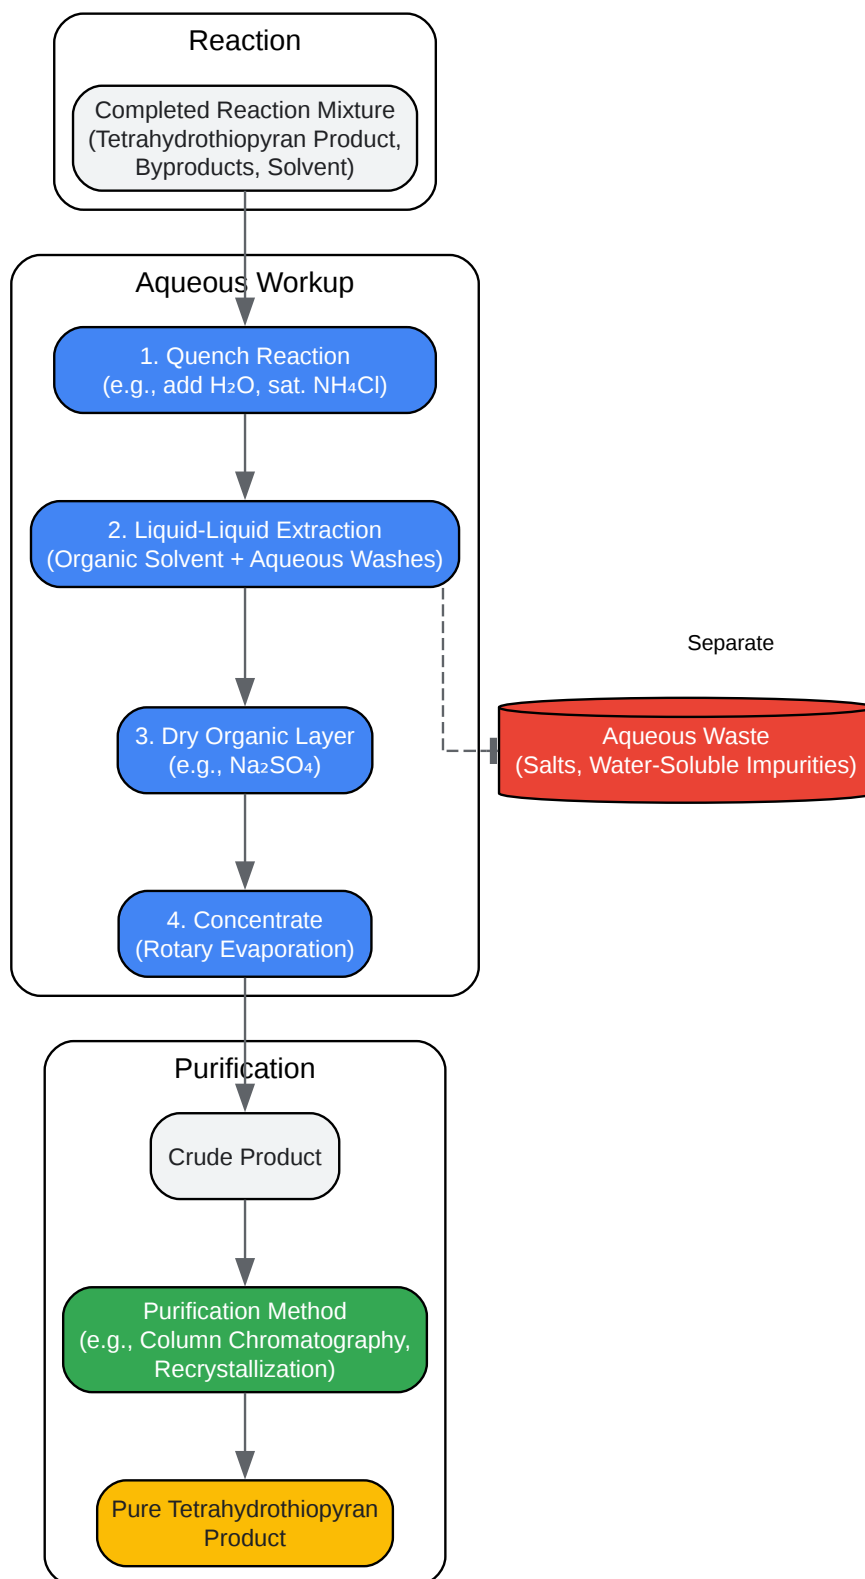 Reaction
Completed Reaction Mixture
(Tetrahydrothiopyran Product,
Byproducts, Solvent)
Aqueous Workup
1. Quench Reaction
(e.g., add H₂O, sat. NH₄Cl)
2. Liquid-Liquid Extraction
(Organic Solvent + Aqueous Washes)
Separate
3. Dry Organic Layer
(e.g., Na₂SO₄)
Aqueous Waste
(Salts, Water-Soluble Impurities)
4. Concentrate
(Rotary Evaporation)
Purification
Crude Product
Purification Method
(e.g., Column Chromatography,
Recrystallization)
Pure Tetrahydrothiopyran
Product